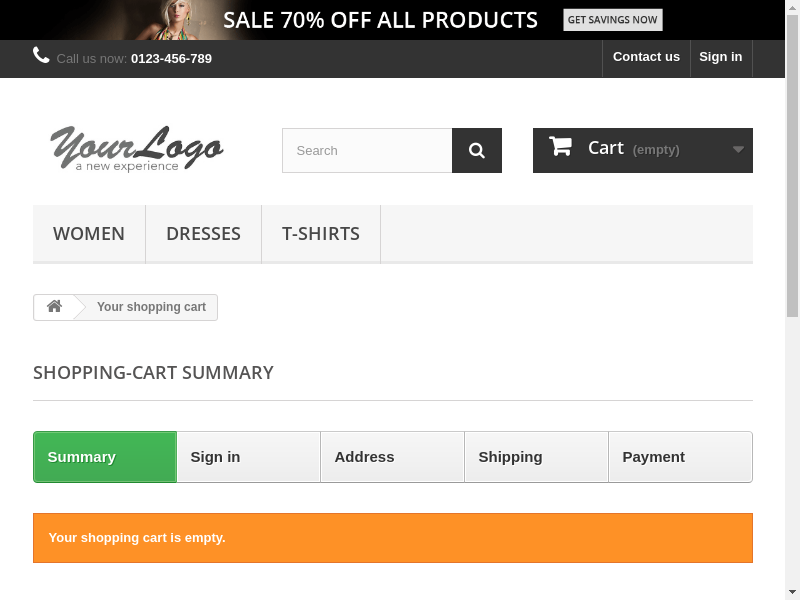 SALE 70% OFF ALL PRODUCTS GET SAVINGS NOW
Call us now: 0123-456-789 Contact us Sign in
YourLogo
a new experience
Search
Cart (empty)
WOMEN DRESSES T-SHIRTS
Your shopping cart
SHOPPING-CART SUMMARY
Summary Sign in Address Shipping Payment
Your shopping cart is empty.